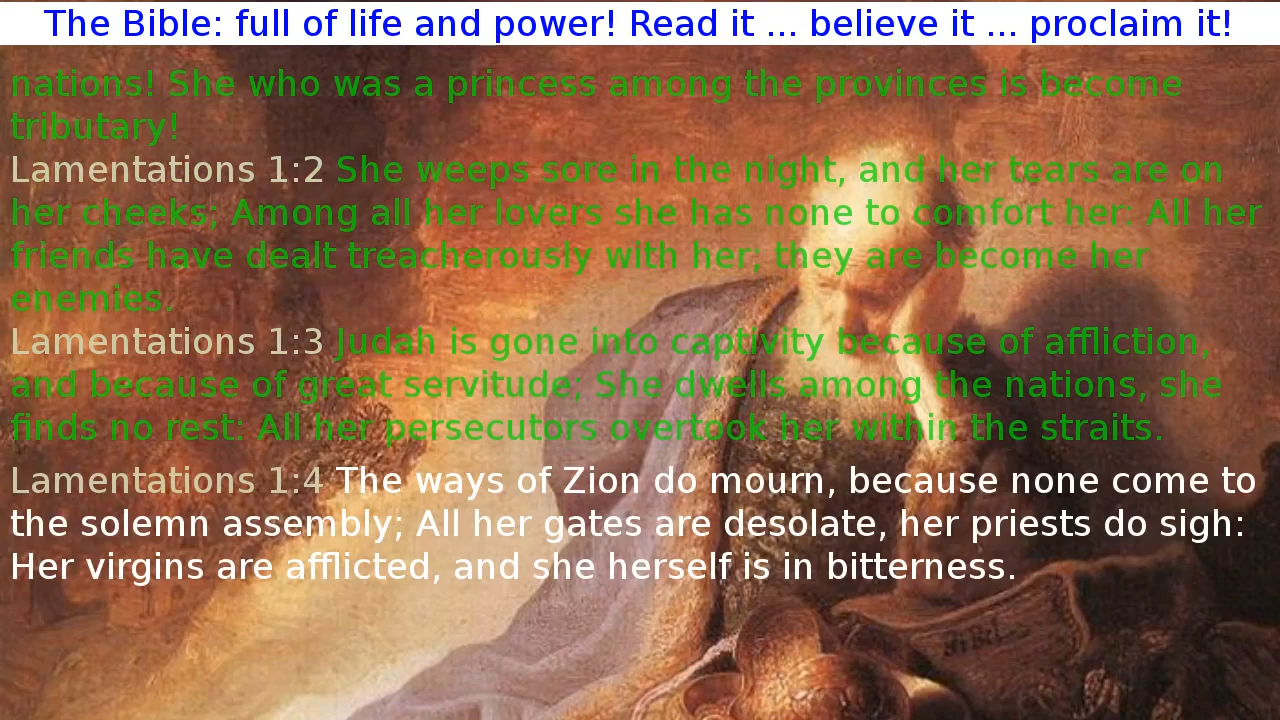 The Bible: full of life and power! Read it ... believe it ... proclaim it!
nations! She who was a princess among the provinces is become
tributary!
Lamentations 1:2 She weeps sore in the night, and her tears are on
her cheeks; Among all her lovers she has none to comfort her: All her
friends have dealt treacherously with her; they are become her
enemies.
Lamentations 1:3 Judah is gone into captivity because of affliction,
and because of great servitude; She dwells among the nations, she
finds no rest: All her persecutors overtook her within the straits.
Lamentations 1:4 The ways of Zion do mourn, because none come to
the solemn assembly; All her gates are desolate, her priests do sigh:
Her virgins are afflicted, and she herself is in bitterness.
BiBeL